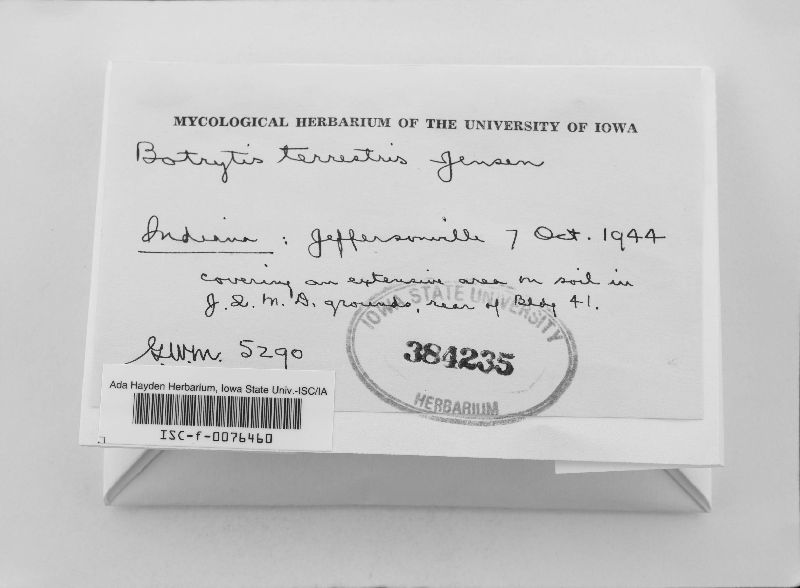 MYCOLOGICAL HERBARIUM OF THE UNIVERSITY OF IOWA
Botrytis terrestris Jensen
Indiana : Jeffersonville 7 Oct. 1944
covering an extensive area on soil in
J. Q. M. D. grounds, rear of Bldg 41.
G.W.M. 5290
IOWA STATE UNIVERSITY
384235
HERBARIUM
Ada Hayden Herbarium, Iowa State Univ.-ISC/IA
ISC-f-0076460